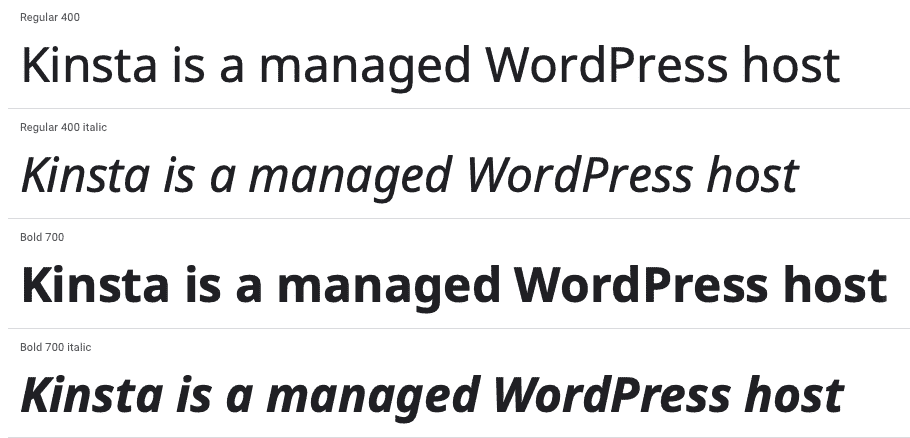 Regular 400
Kinsta is a managed WordPress host
Regular 400 italic
Kinsta is a managed WordPress host
Bold 700
Kinsta is a managed WordPress host
Bold 700 italic
Kinsta is a managed WordPress host